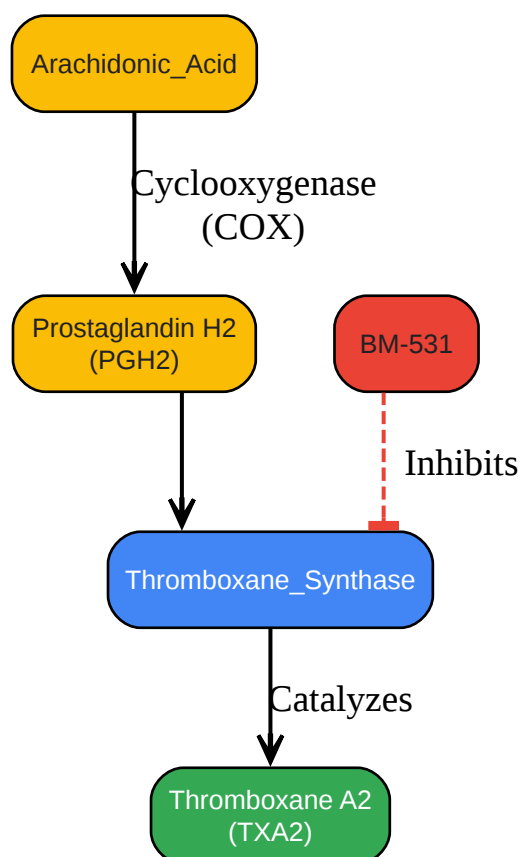 Arachidonic_Acid
Cyclooxygenase
(COX)
Prostaglandin H2
(PGH2)
BM-531
Inhibits
Thromboxane_Synthase
Catalyzes
Thromboxane A2
(TXA2)